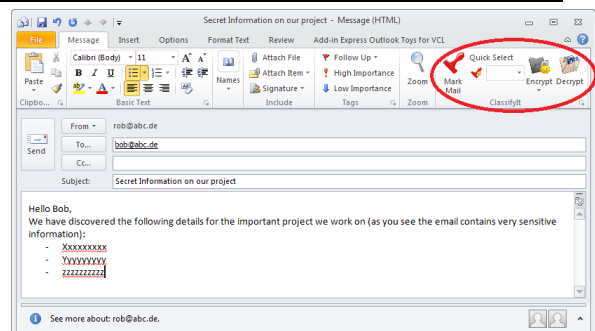 Secret Information on our project - Message (HTML)
File Message Insert Options Format Text Review Add-in Express Outlook Toys for VCL
Calibri (Body) 11 A A Attach File Follow Up Quick Select
Paste B I U Names Attach Item High Importance Zoom Mark Mail Encrypt Decrypt
ab A Signature Low Importance
Clipbo... Basic Text Include Tags Zoom ClassifyIt
From rob@abc.de
Send To... bob@abc.de
Cc...
Subject: Secret Information on our project
Hello Bob,
We have discovered the following details for the important project we work on (as you see the email contains very sensitive
information):
- Xxxxxxxxx
- Yyyyyyyyy
- zzzzzzzzzz
See more about: rob@abc.de.